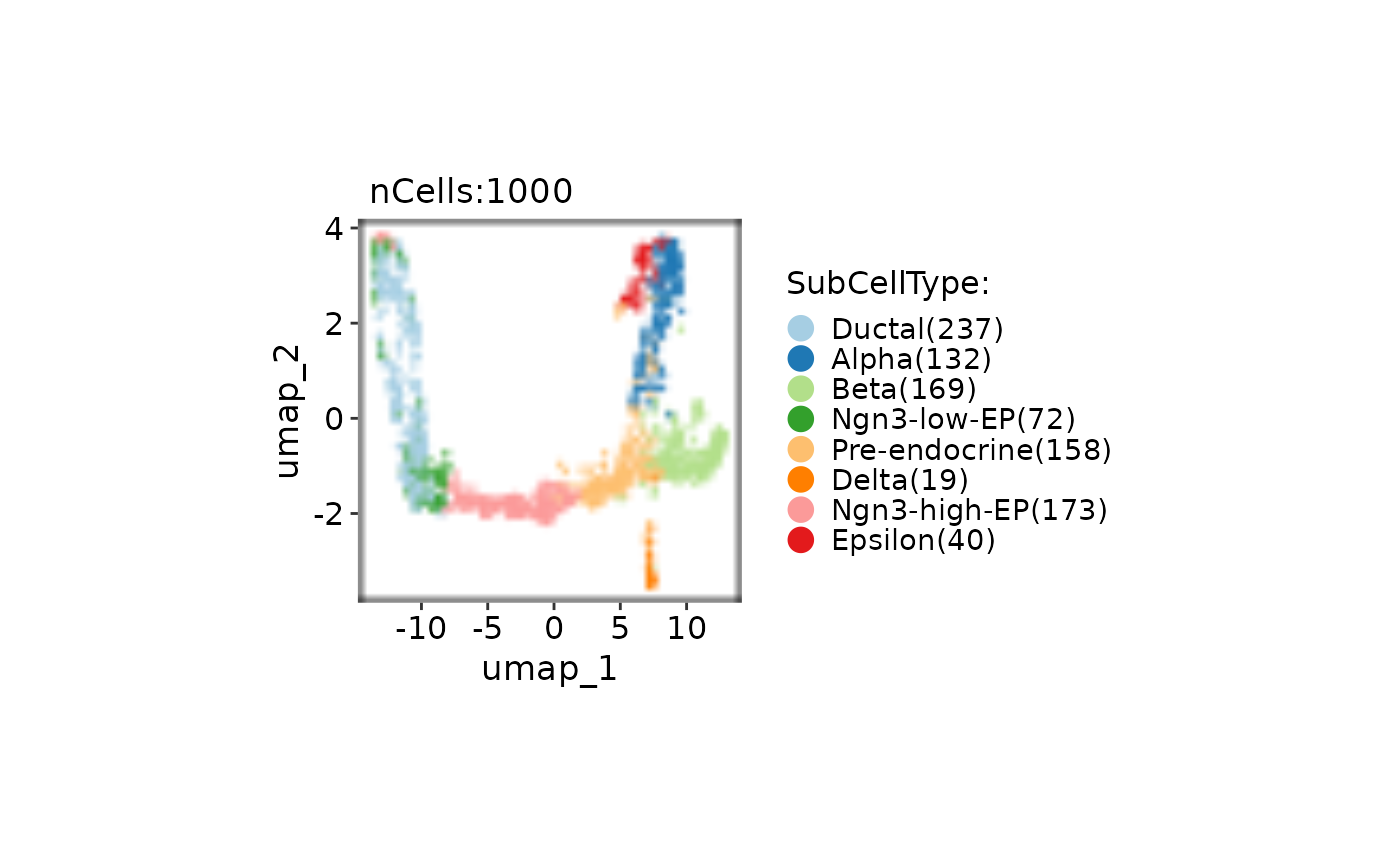 nCells:1000
4
2
0
-2
umap_2
-10 -5 0 5 10
umap_1
SubCellType:
Ductal(237)
Alpha(132)
Beta(169)
Ngn3-low-EP(72)
Pre-endocrine(158)
Delta(19)
Ngn3-high-EP(173)
Epsilon(40)